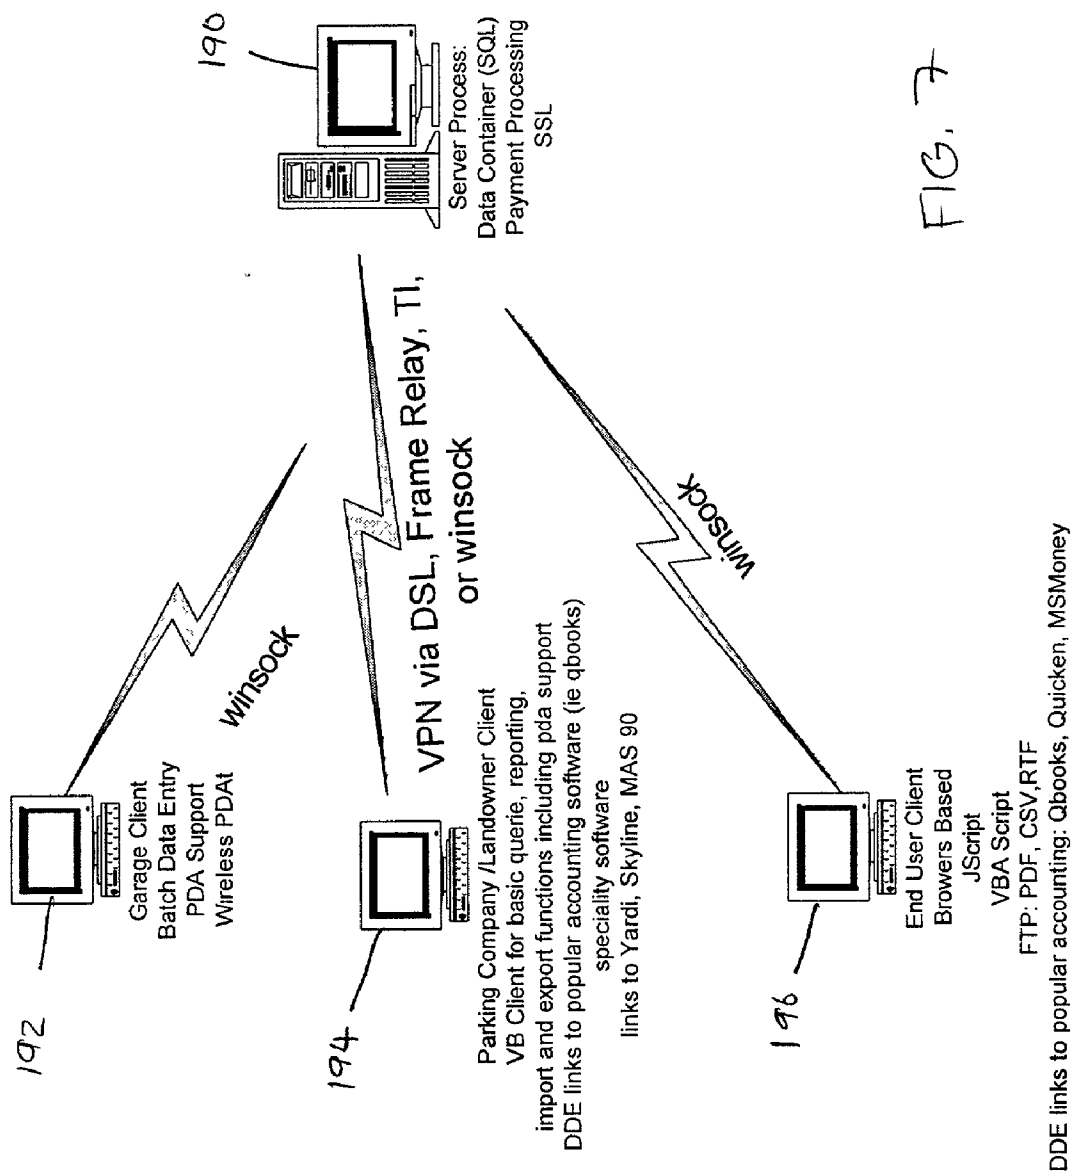 192
Garage Client
Batch Data Entry
PDA Support
Wireless PDAt
winsock
190
Server Process:
Data Container (SQL)
Payment Processing
SSL
194
Parking Company /Landowner Client
VB Client for basic querie, reporting,
import and export functions including pda support
DDE links to popular accounting software (ie qbooks)
speciality software
links to Yardi, Skyline, MAS 90
VPN via DSL, Frame Relay, TI,
or winsock
196
End User Client
Browers Based
JScript
VBA Script
FTP: PDF, CSV,RTF
DDE links to popular accounting: Qbooks, Quicken, MSMoney
winsock
FIG. 7